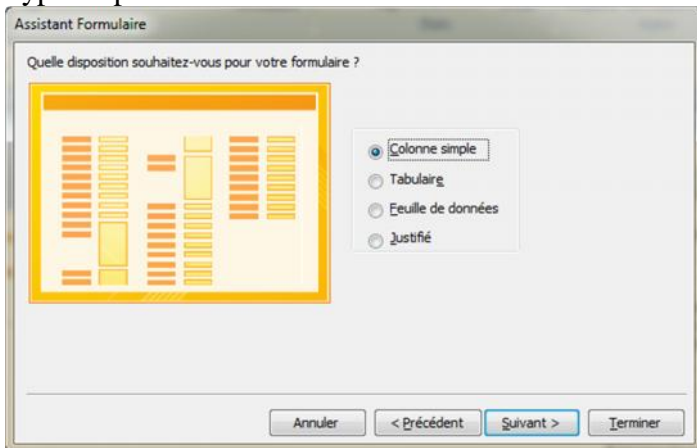 Assistant Formulaire
Quelle disposition souhaitez-vous pour votre formulaire ?
Colonne simple
Tabulaire
Feuille de données
Justifié
Annuler < Précédent Suivant > Terminer